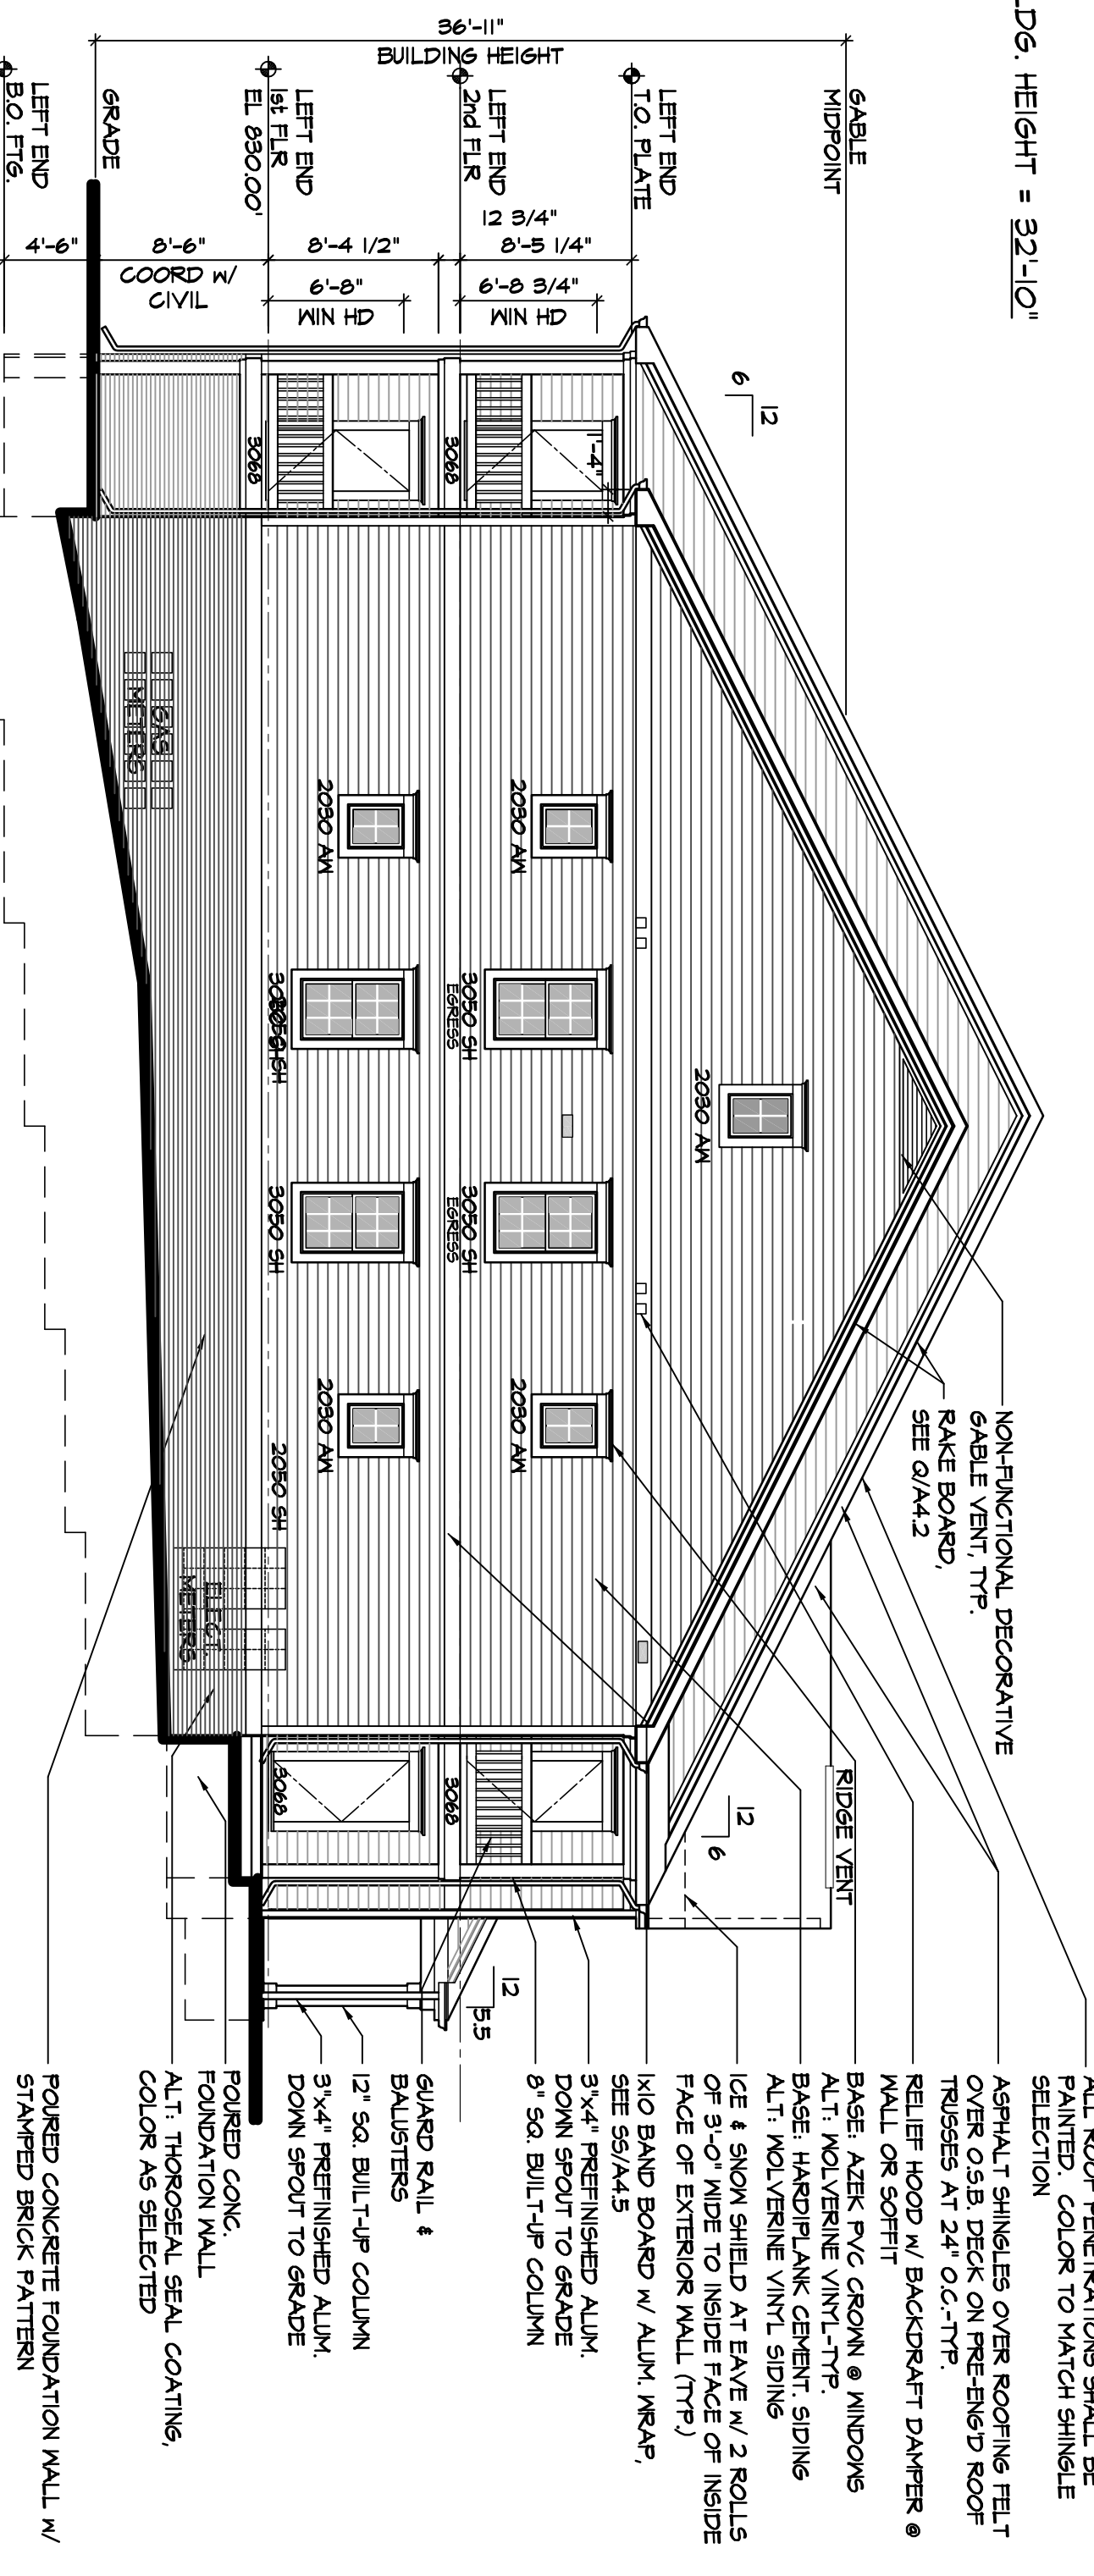 LDG. HEIGHT = 32'-10"
36'-11"
BUILDING HEIGHT
GABLE
MIDPOINT
LEFT END
T.O. PLATE
LEFT END
2nd FLR
LEFT END
1st FLR
EL 830.00'
GRADE
LEFT END
B.O. FTG.
12 3/4"
8'-5 1/4"
8'-4 1/2"
8'-6"
COORD W/
CIVIL
4'-6"
6'-8 3/4"
WIN HD
6'-8"
WIN HD
12
6
1'-4"
3068
3068
GAS
METERS
2030 AW
2030 AW
3050 SH
EGRESS
2030 AW
3050 SH
EGRESS
3050 SH
2030 AW
2030 AW
2050 SH
ELECT.
METERS
3068
3068
RIDGE VENT
12
6
12
5.5
NON-FUNCTIONAL DECORATIVE
GABLE VENT, TYP.
RAKE BOARD,
SEE Q/A4.2
ALL ROOF PENETRATIONS SHALL BE
PAINTED. COLOR TO MATCH SHINGLE
SELECTION
ASPHALT SHINGLES OVER ROOFING FELT
OVER O.S.B. DECK ON PRE-ENG'D ROOF
TRUSSES AT 24" O.C.-TYP.
RELIEF HOOD W/ BACKDRAFT DAMPER @
WALL OR SOFFIT
BASE: AZEK PVC CROWN @ WINDOWS
ALT: WOLVERINE VINYL-TYP.
BASE: HARDIPLANK CEMENT. SIDING
ALT: WOLVERINE VINYL SIDING
ICE & SNOW SHIELD AT EAVE W/ 2 ROLLS
OF 3'-0" WIDE TO INSIDE FACE OF INSIDE
FACE OF EXTERIOR WALL (TYP.)
1x10 BAND BOARD W/ ALUM. WRAP,
SEE SS/A4.5
3"x4" PREFINISHED ALUM.
DOWN SPOUT TO GRADE
8" SQ. BUILT-UP COLUMN
GUARD RAIL &
BALUSTERS
12" SQ. BUILT-UP COLUMN
3"x4" PREFINISHED ALUM.
DOWN SPOUT TO GRADE
POURED CONC.
FOUNDATION WALL
ALT: THOROSEAL SEAL COATING,
COLOR AS SELECTED
POURED CONCRETE FOUNDATION WALL W/
STAMPED BRICK PATTERN